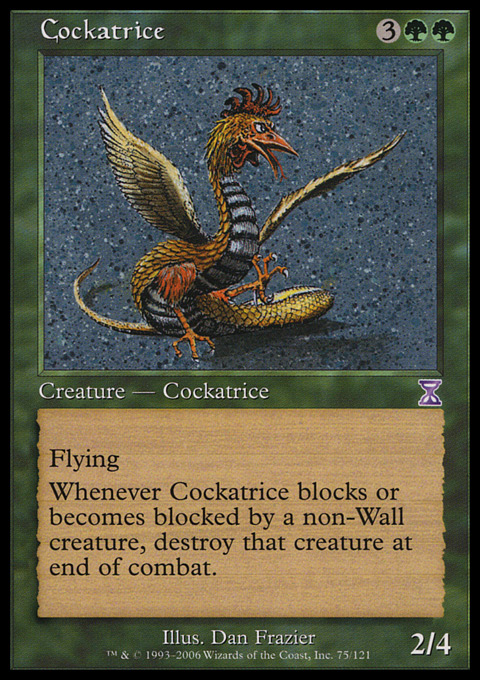 Cockatrice 3
Creature — Cockatrice
Flying
Whenever Cockatrice blocks or
becomes blocked by a non-Wall
creature, destroy that creature at
end of combat.
Illus. Dan Frazier
™ & © 1993-2006 Wizards of the Coast, Inc. 75/121
2/4